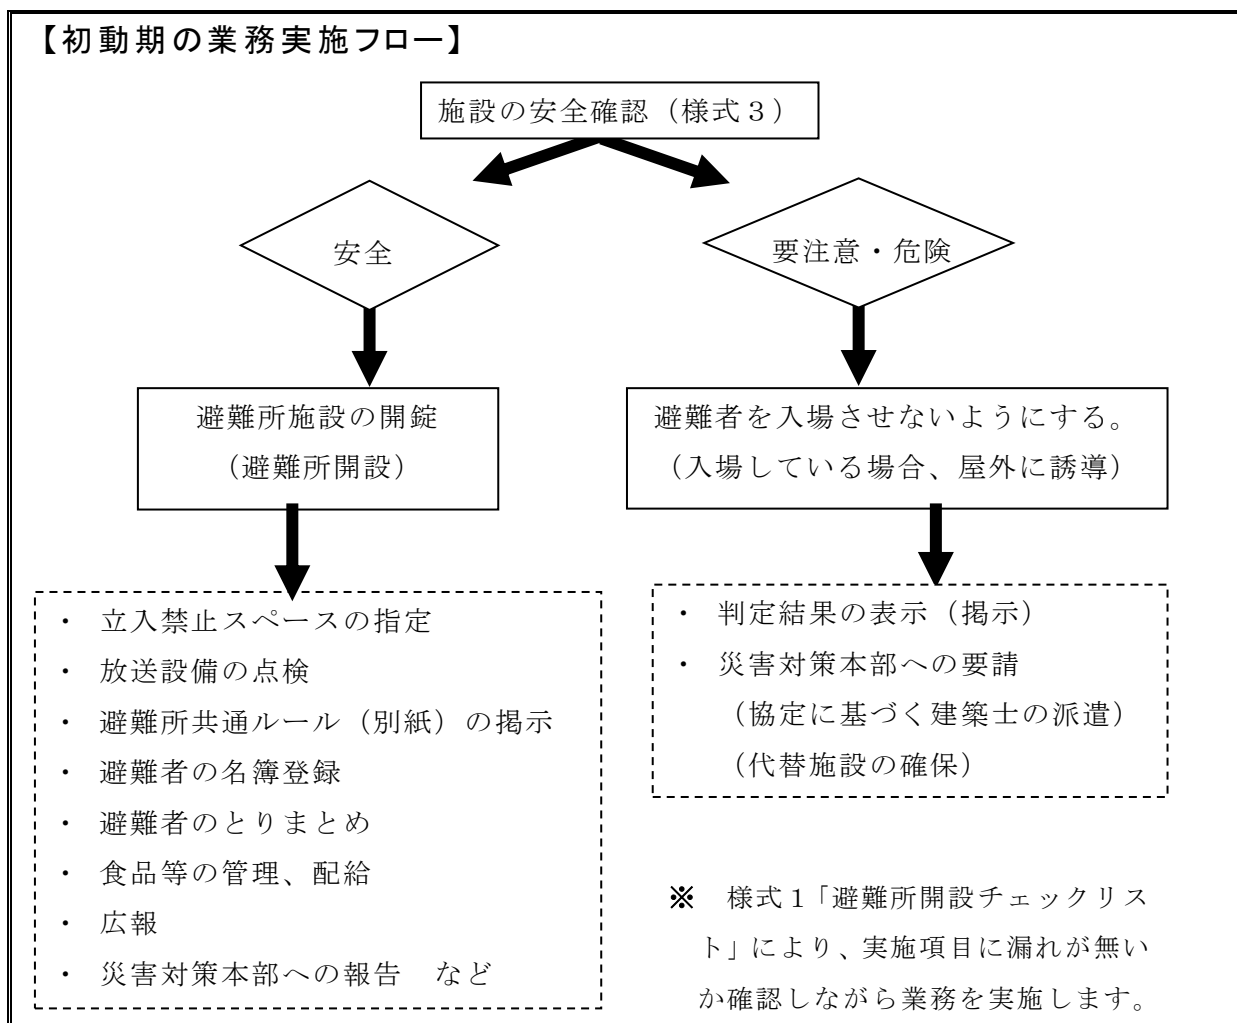 【初動期の業務実施フロー】
施設の安全確認（様式３）
安全
要注意・危険
避難所施設の開錠
（避難所開設）
避難者を入場させないようにする。
（入場している場合、屋外に誘導）
・ 立入禁止スペースの指定
・ 放送設備の点検
・ 避難所共通ルール（別紙）の掲示
・ 避難者の名簿登録
・ 避難者のとりまとめ
・ 食品等の管理、配給
・ 広報
・ 災害対策本部への報告　など
・ 判定結果の表示（掲示）
・ 災害対策本部への要請
（協定に基づく建築士の派遣）
（代替施設の確保）
※　様式１「避難所開設チェックリス
ト」により、実施項目に漏れが無い
か確認しながら業務を実施します。